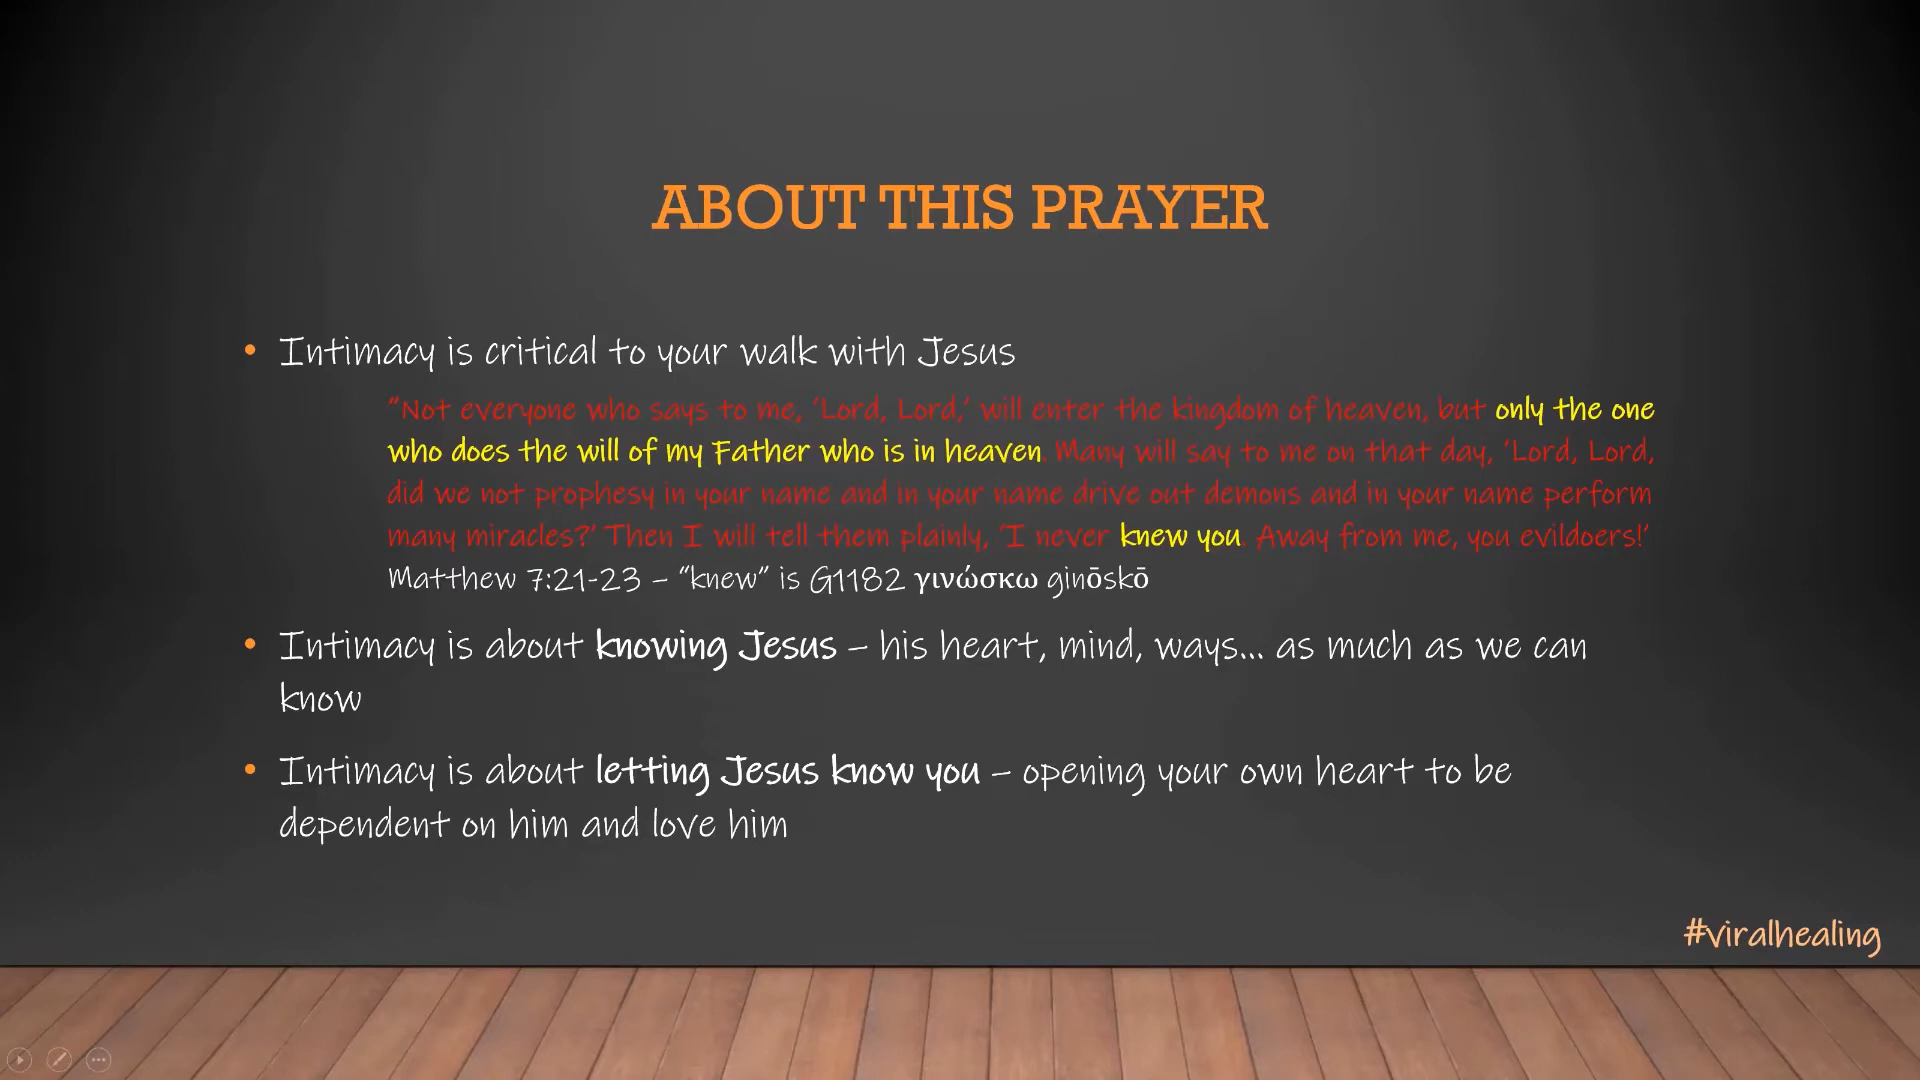 ABOUT THIS PRAYER
• Intimacy is critical to your walk with Jesus
“Not everyone who says to me, ‘Lord, Lord,’ will enter the kingdom of heaven, but only the one
who does the will of my Father who is in heaven. Many will say to me on that day, ‘Lord, Lord,
did we not prophesy in your name and in your name drive out demons and in your name perform
many miracles?’ Then I will tell them plainly, ‘I never knew you. Away from me, you evildoers!’
Matthew 7:21-23 – “knew” is G1182 γινώσκω ginōskō
• Intimacy is about knowing Jesus – his heart, mind, ways... as much as we can
know
• Intimacy is about letting Jesus know you – opening your own heart to be
dependent on him and love him
#viralhealing